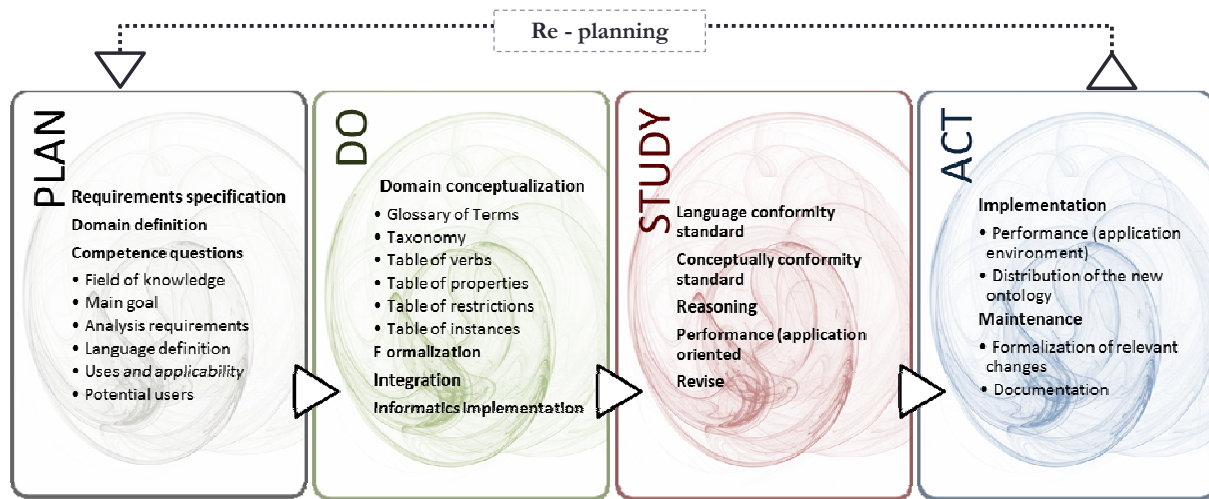 Re - planning
PLAN
Requirements specification
Domain definition
Competence questions
• Field of knowledge
• Main goal
• Analysis requirements
• Language definition
• Uses and applicability
• Potential users
DO
Domain conceptualization
• Glossary of Terms
• Taxonomy
• Table of verbs
• Table of properties
• Table of restrictions
• Table of instances
Formalization
Integration
Informatics Implementation
STUDY
Language conformity
standard
Conceptually conformity
standard
Reasoning
Performance (application
oriented
Revise
ACT
Implementation
• Performance (application
environment)
• Distribution of the new
ontology
Maintenance
• Formalization of relevant
changes
• Documentation